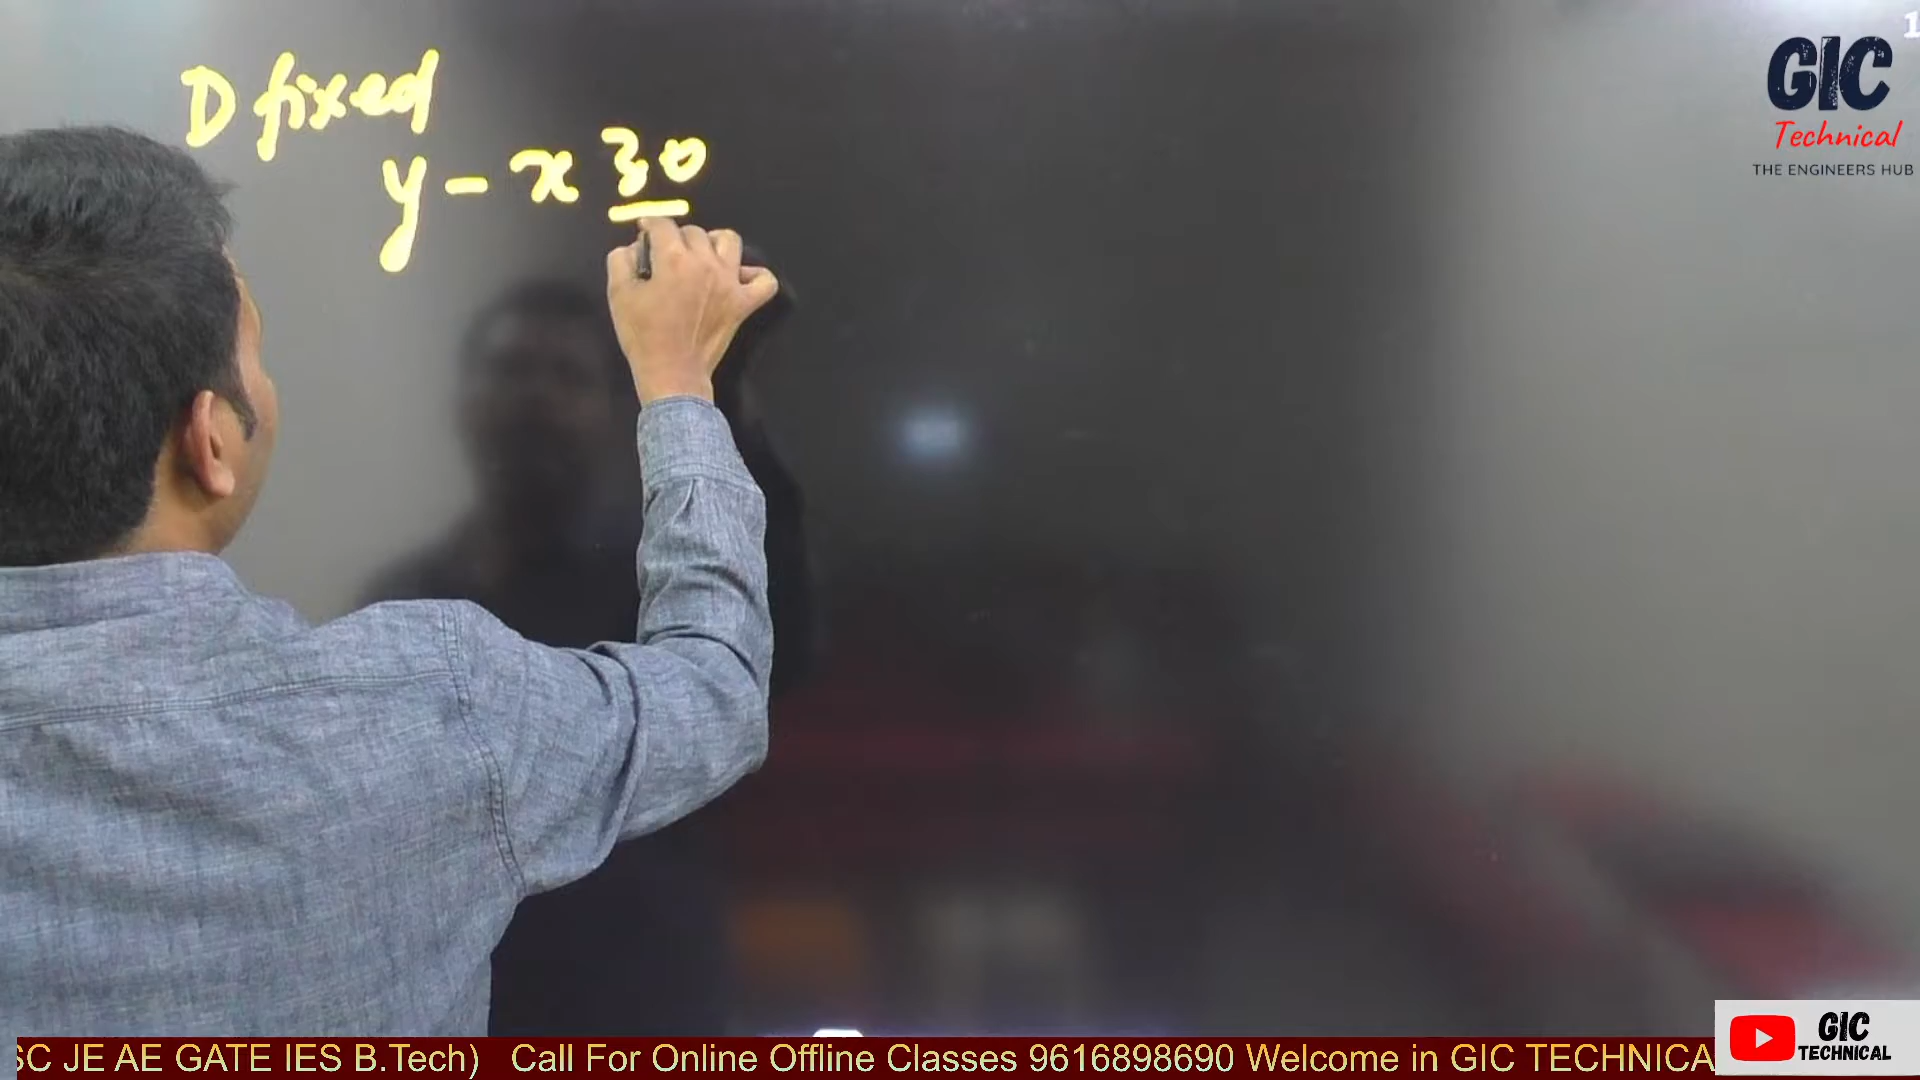 D fixed
y - x 30
1
GIC
Technical
THE ENGINEERS HUB
SC JE AE GATE IES B.Tech) Call For Online Offline Classes 9616898690 Welcome in GIC TECHNICA
GIC
TECHNICAL